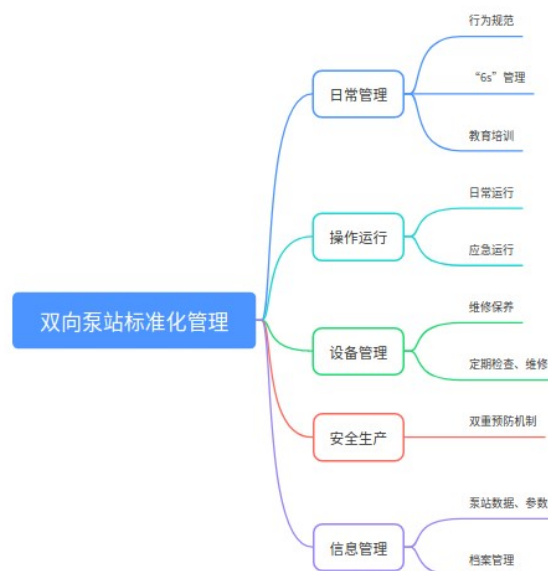 双向泵站标准化管理
日常管理
行为规范
“6s”管理
教育培训
操作运行
日常运行
应急运行
设备管理
维修保养
定期检查、维修
安全生产
双重预防机制
信息管理
泵站数据、参数
档案管理